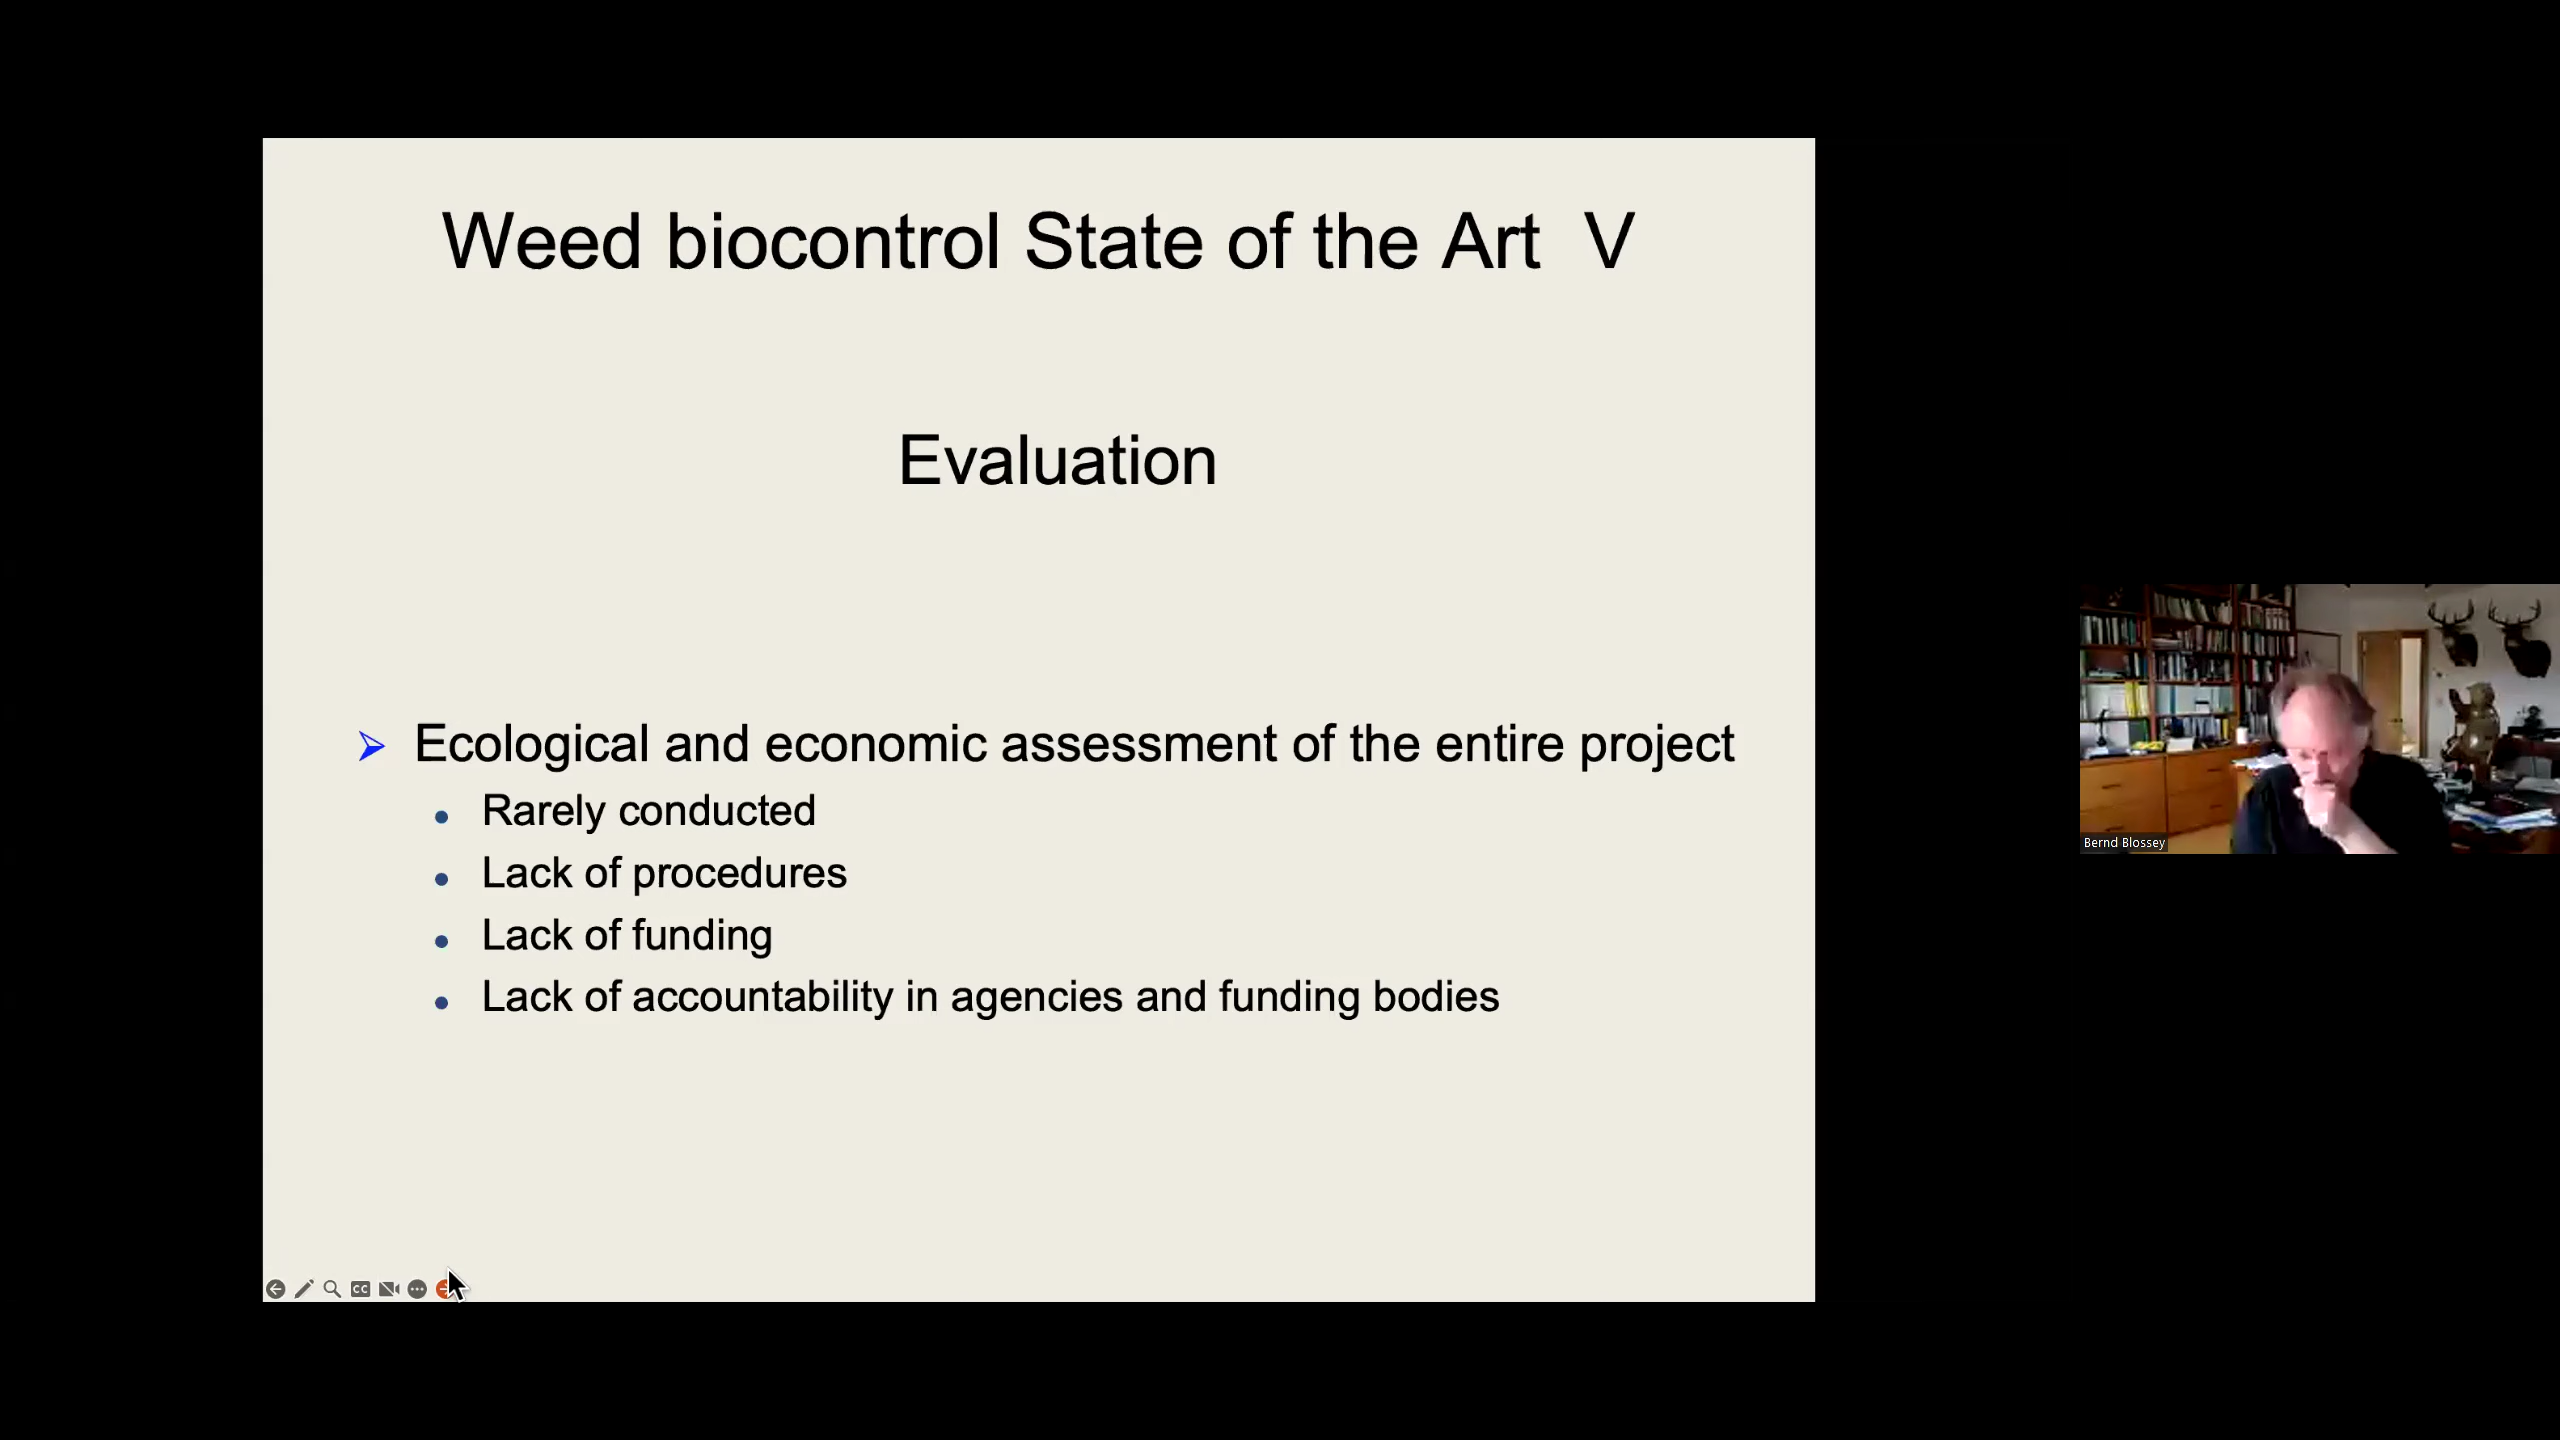 Weed biocontrol State of the Art V
Evaluation
Ecological and economic assessment of the entire project
Rarely conducted
Lack of procedures
Lack of funding
Lack of accountability in agencies and funding bodies
Bernd Blossey
CC